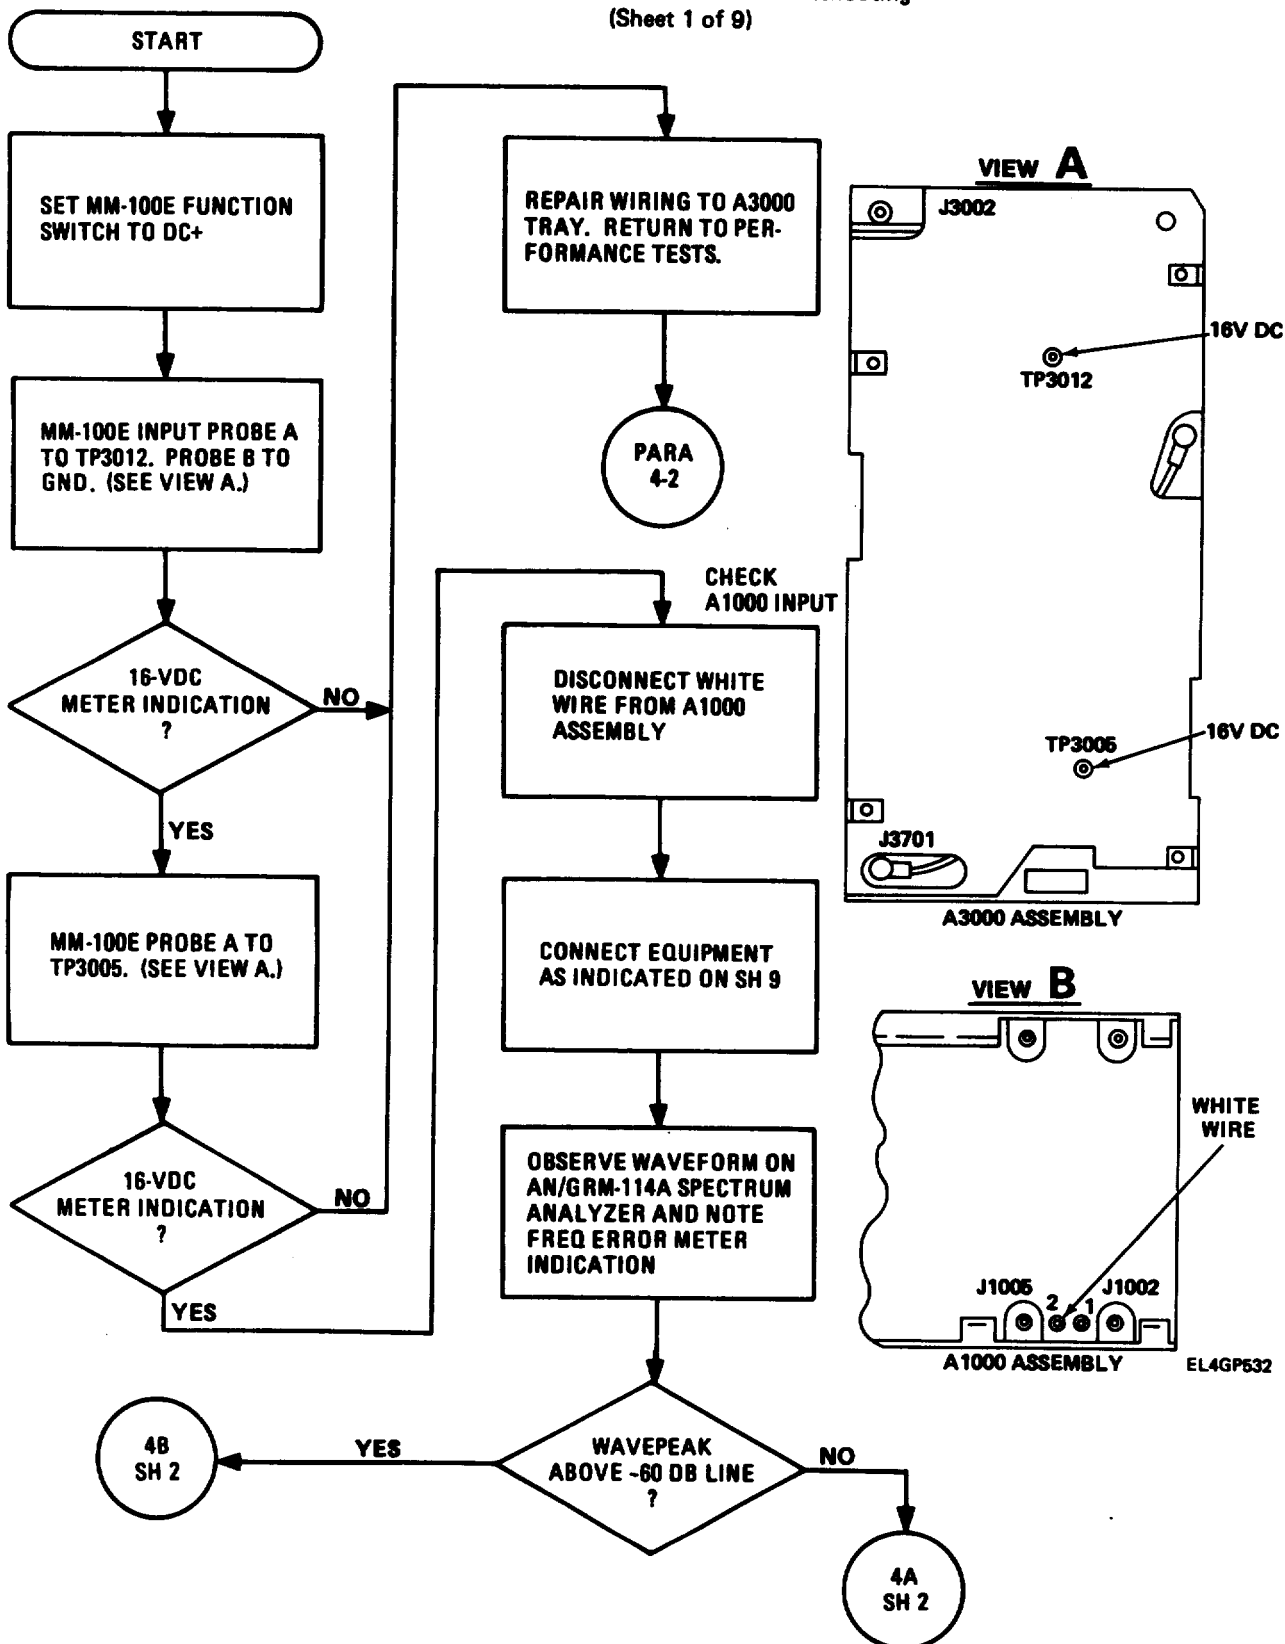 (Sheet 1 of 9)
START
SET MM-100E FUNCTION
SWITCH TO DC+
MM-100E INPUT PROBE A
TO TP3012. PROBE B TO
GND. (SEE VIEW A.)
16-VDC
METER INDICATION
?
NO
YES
MM-100E PROBE A TO
TP3005. (SEE VIEW A.)
16-VDC
METER INDICATION
?
NO
YES
REPAIR WIRING TO A3000
TRAY. RETURN TO PER-
FORMANCE TESTS.
PARA
4-2
CHECK
A1000 INPUT
DISCONNECT WHITE
WIRE FROM A1000
ASSEMBLY
CONNECT EQUIPMENT
AS INDICATED ON SH 9
OBSERVE WAVEFORM ON
AN/GRM-114A SPECTRUM
ANALYZER AND NOTE
FREQ ERROR METER
INDICATION
WAVEPEAK
ABOVE -60 DB LINE
?
YES
4B
SH 2
NO
4A
SH 2
VIEW A
J3002
16V DC
TP3012
TP3005
16V DC
J3701
A3000 ASSEMBLY
VIEW B
WHITE
WIRE
J1005 2 1 J1002
A1000 ASSEMBLY
EL4GP532